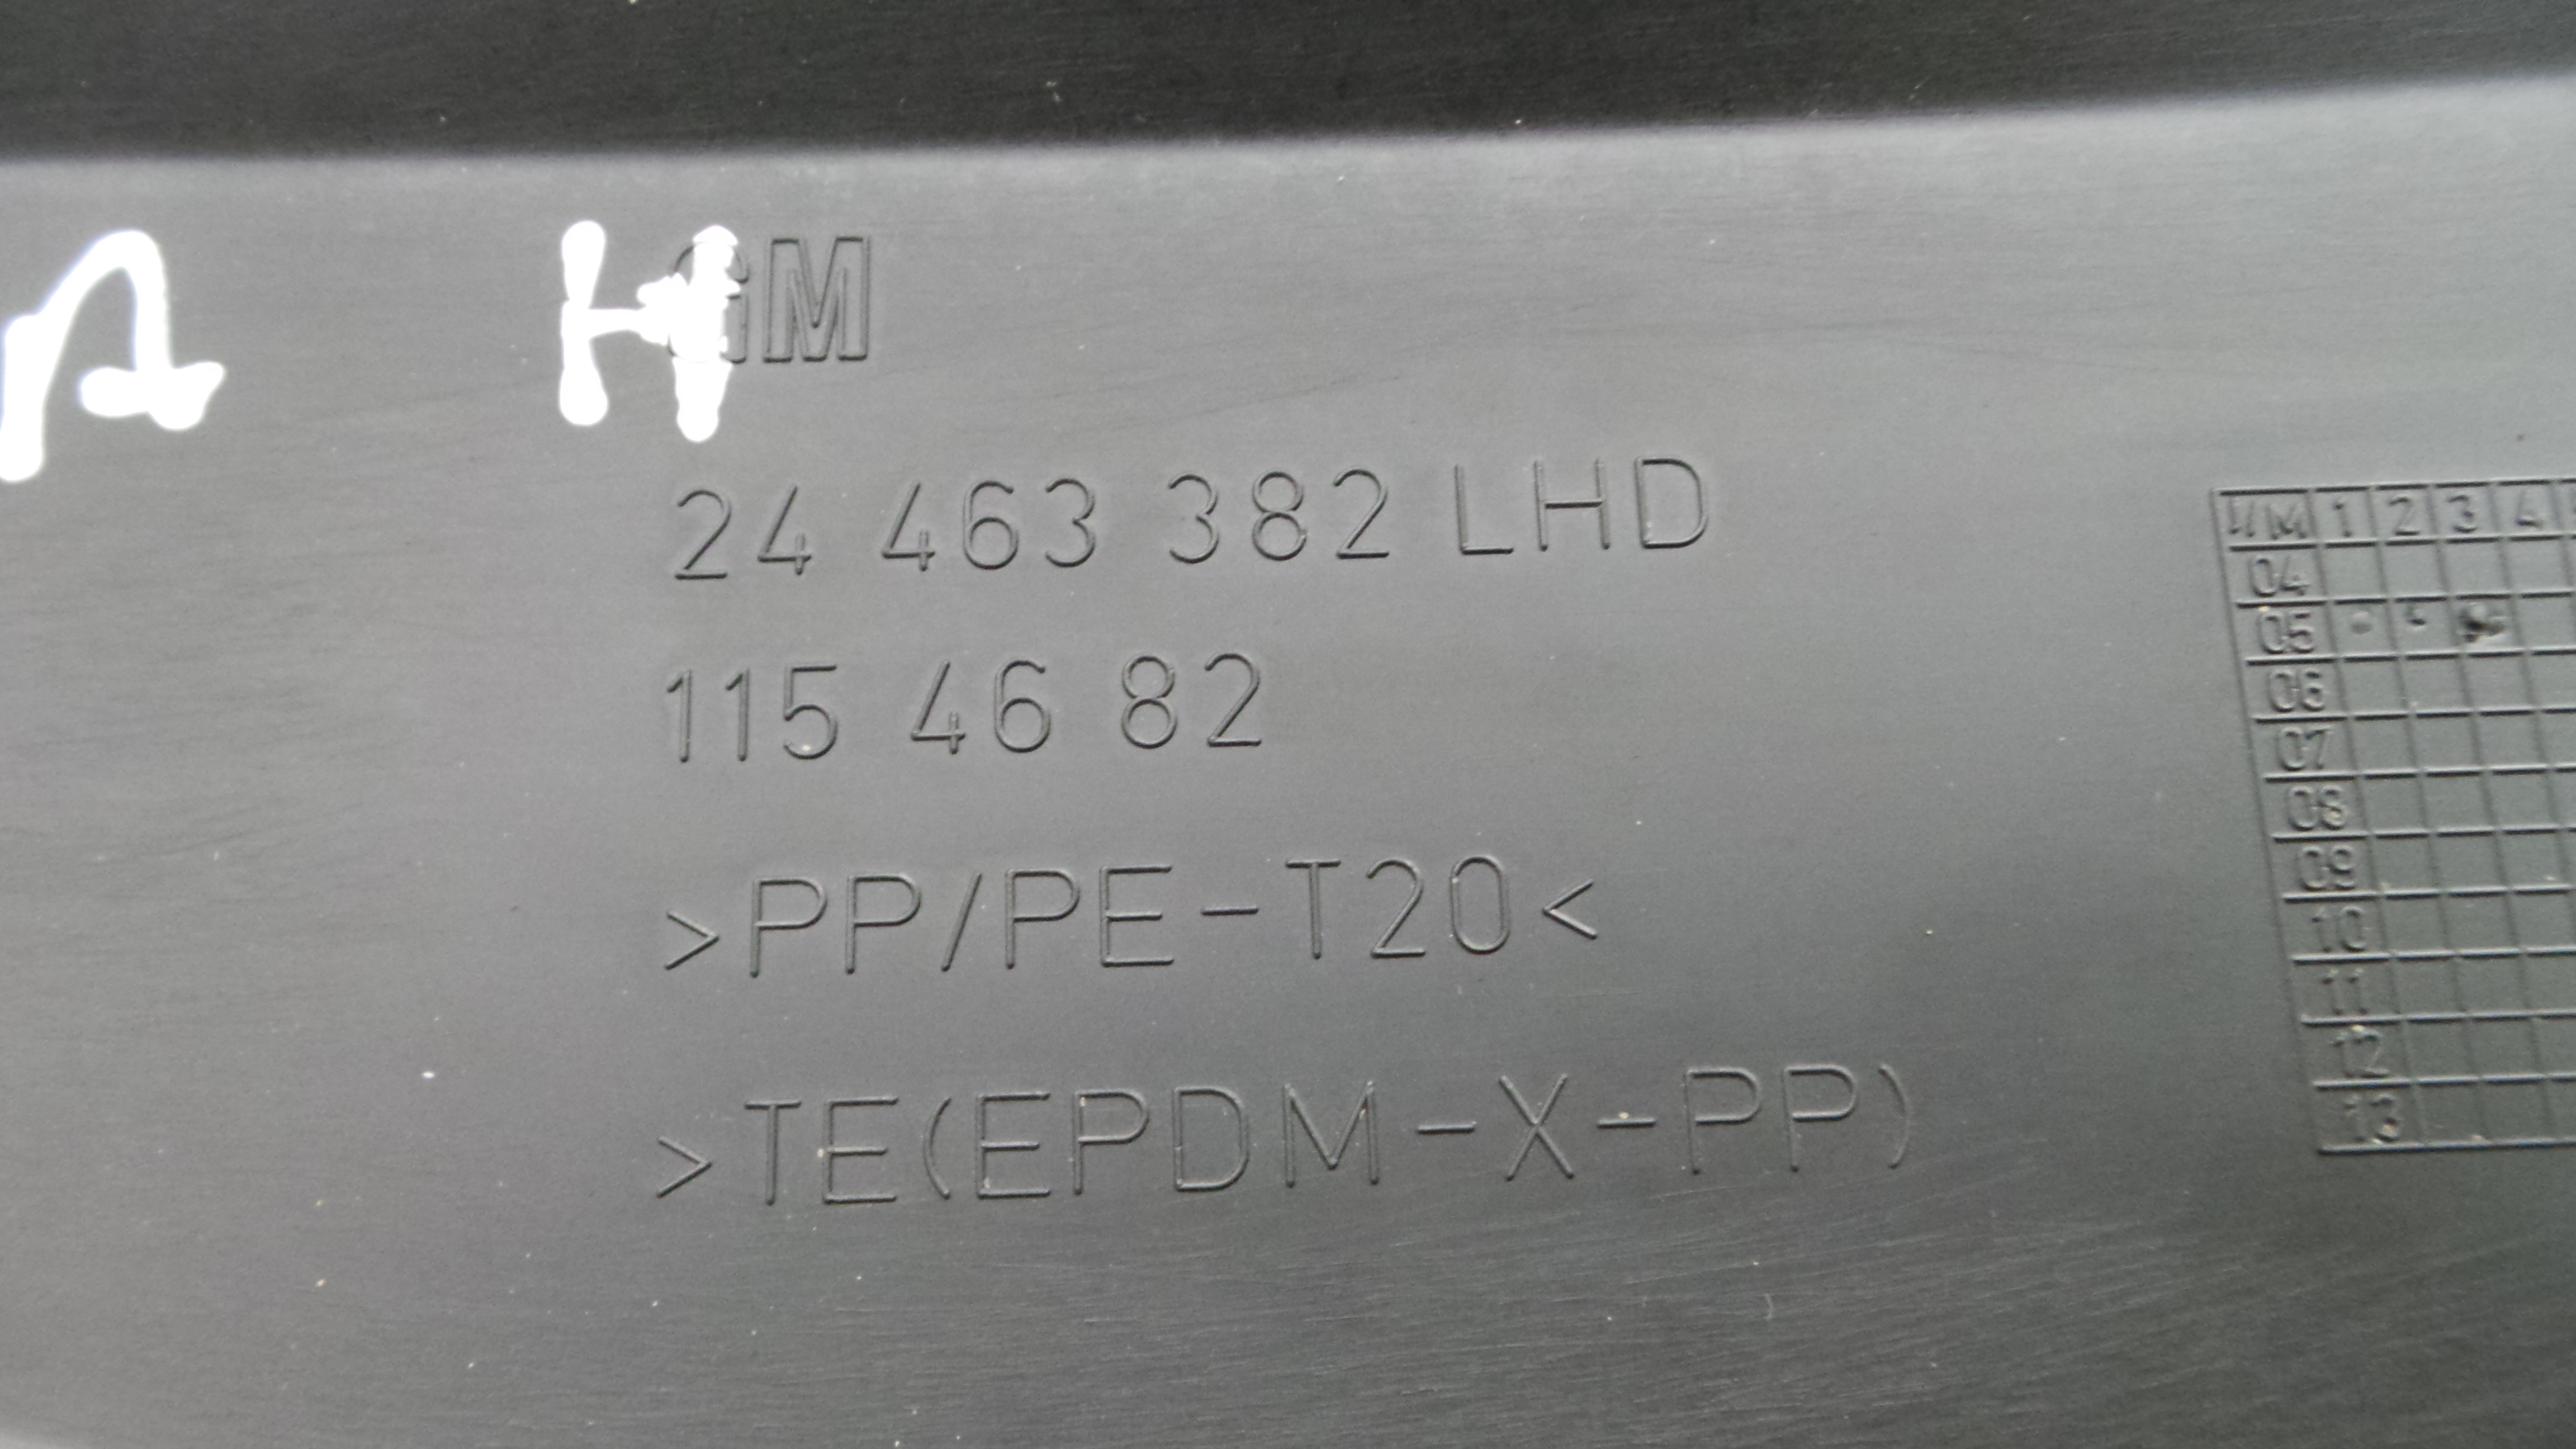 A H
GM
24 463 382 LHD
115 46 82
>PP/PE-T20<
>TE(EPDM-X-PP)
J/M 1 2 3 4
04
05
06
07
08
09
10
11
12
13